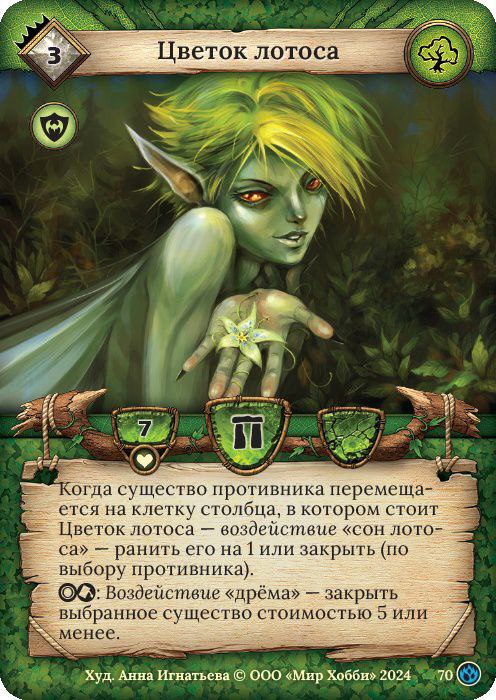 3
Цветок лотоса
7
Когда существо противника перемеща-
ется на клетку столбца, в котором стоит
Цветок лотоса — воздействие «сон лото-
са» — ранить его на 1 или закрыть (по
выбору противника).
: Воздействие «дрёма» — закрыть
выбранное существо стоимостью 5 или
менее.
Худ. Анна Игнатьева © ООО «Мир Хобби» 2024
70